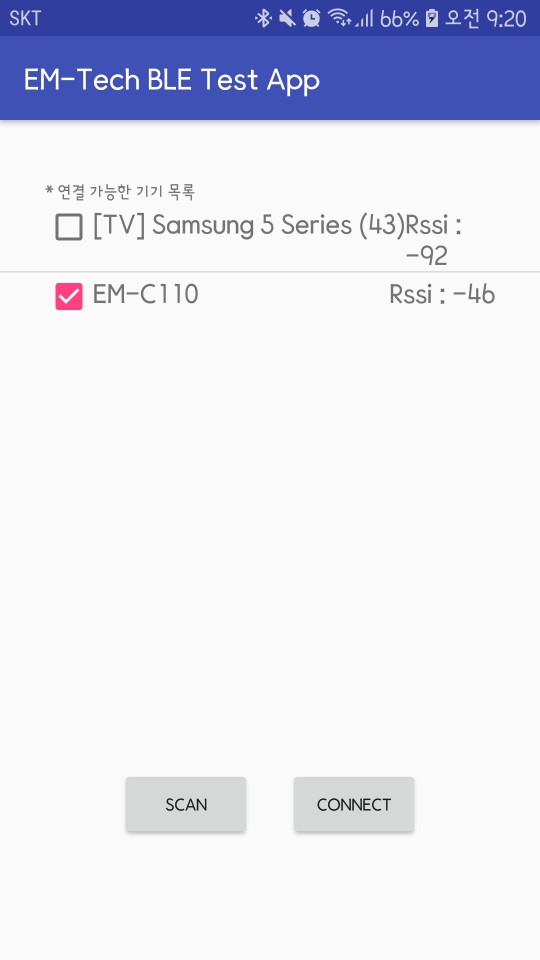 SKT 66% 오전 9:20
EM-Tech BLE Test App
* 연결 가능한 기기 목록
[TV] Samsung 5 Series (43)Rssi :
-92
EM-C110 Rssi : -46
SCAN CONNECT